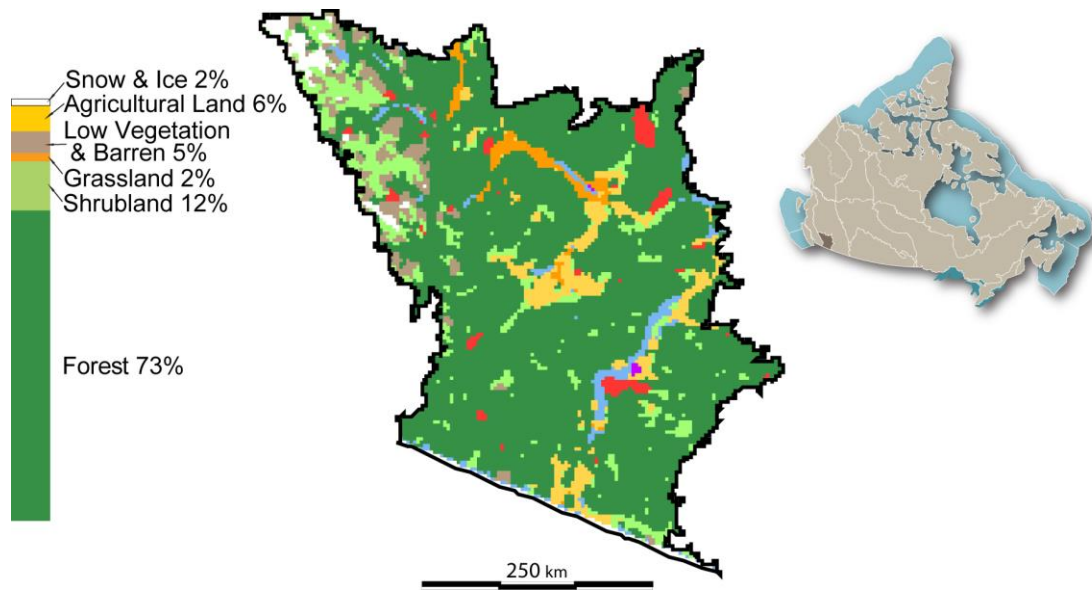 Snow & Ice 2%
Agricultural Land 6%
Low Vegetation
& Barren 5%
Grassland 2%
Shrubland 12%
Forest 73%
250 km